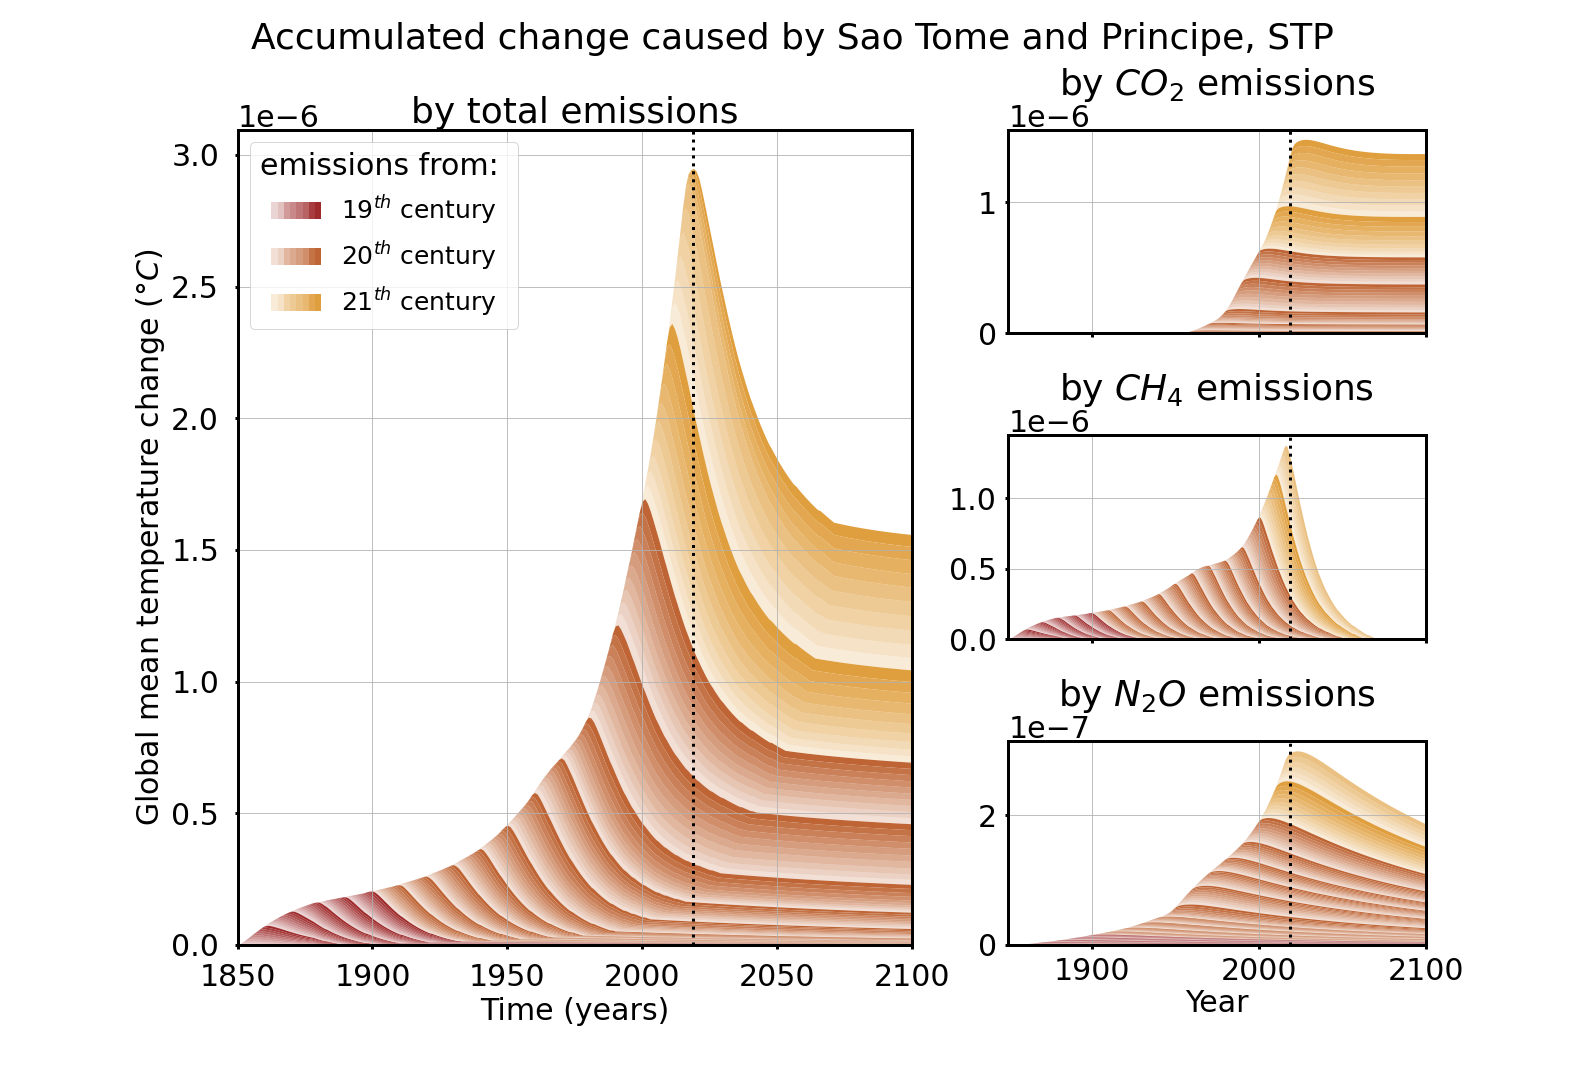 Accumulated change caused by Sao Tome and Principe, STP
by total emissions
1e−6
Global mean temperature change (°C)
3.0
2.5
2.0
1.5
1.0
0.5
0.0
emissions from:
19th century
20th century
21th century
1850 1900 1950 2000 2050 2100
Time (years)
by CO2 emissions
1e−6
1
0
by CH4 emissions
1e−6
1.0
0.5
0.0
by N2O emissions
1e−7
2
0
1900 2000 2100
Year